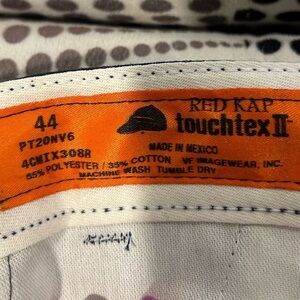 44
PT20NV6
4CMIX308R
RED KAP
touchtex II
MADE IN MEXICO
65% POLYESTER / 35% COTTON VF IMAGEWEAR, INC.
MACHINE WASH TUMBLE DRY